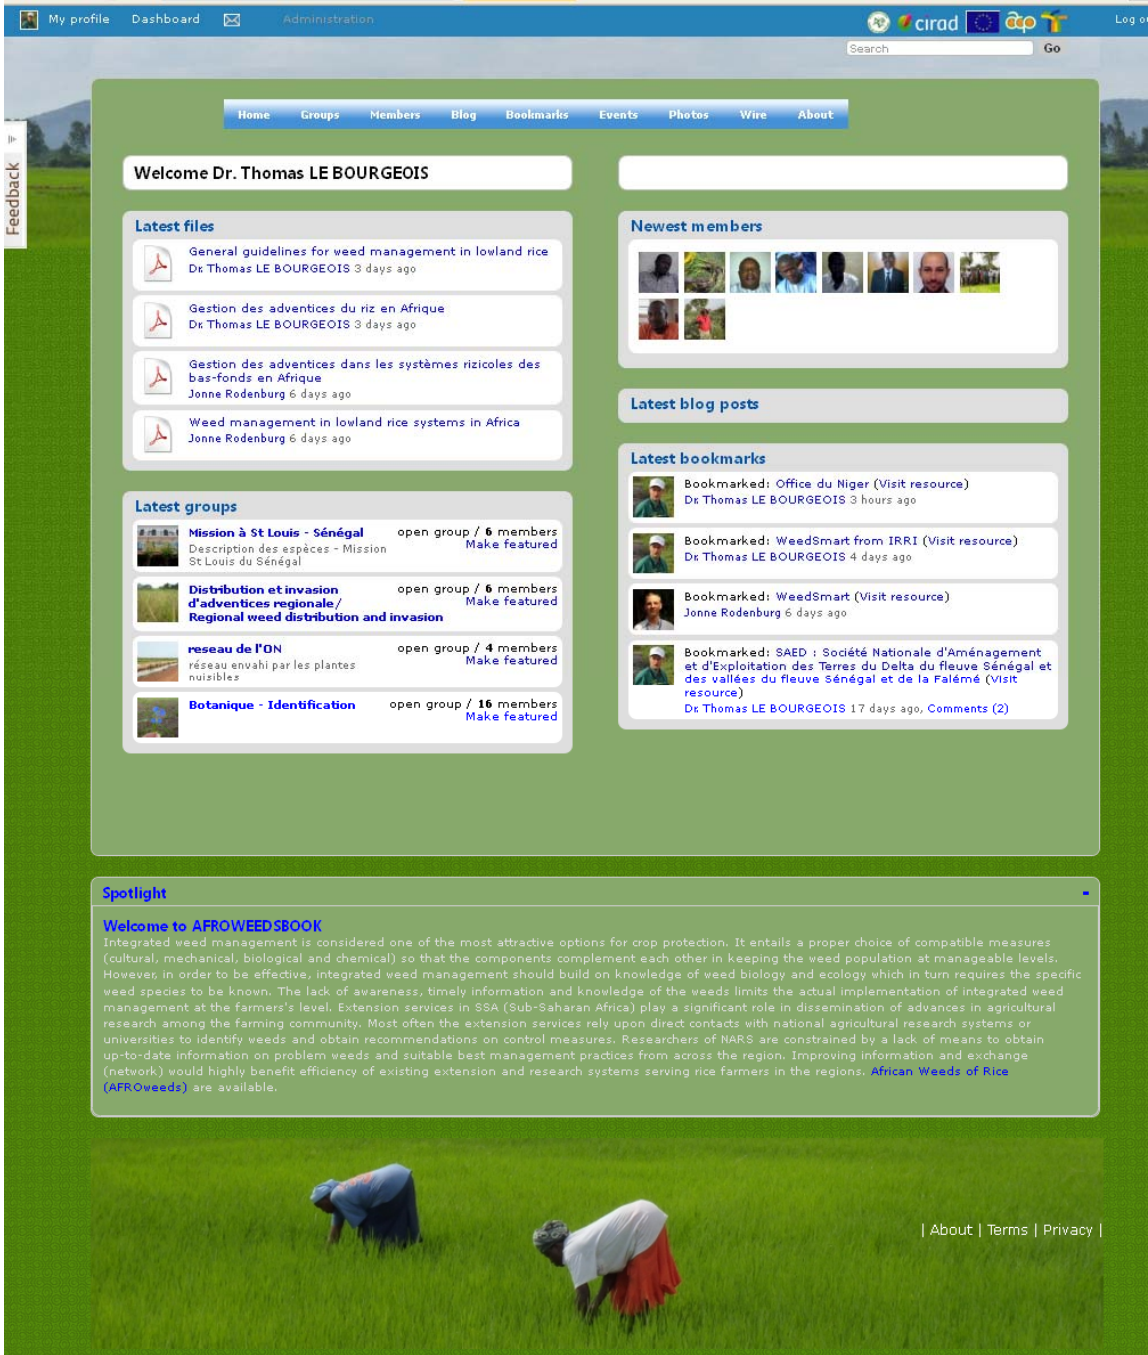 My profile Dashboard Administration cirad acp Log
Search Go
Feedback
Home Groups Members Blog Bookmarks Events Photos Wire About
Welcome Dr. Thomas LE BOURGEOIS
Latest files
General guidelines for weed management in lowland rice
Dr. Thomas LE BOURGEOIS 3 days ago
Gestion des adventices du riz en Afrique
Dr. Thomas LE BOURGEOIS 3 days ago
Gestion des adventices dans les systèmes rizicoles des
bas-fonds en Afrique
Jonne Rodenburg 6 days ago
Weed management in lowland rice systems in Africa
Jonne Rodenburg 6 days ago
Latest groups
Mission à St Louis - Sénégal open group / 6 members
Make featured
Description des espèces - Mission
St Louis du Sénégal
Distribution et invasion open group / 6 members
d'adventices regionale/ Make featured
Regional weed distribution and invasion
reseau de l'ON open group / 4 members
Make featured
réseau envahi par les plantes
nuisibles
Botanique - Identification open group / 16 members
Make featured
Newest members
Latest blog posts
Latest bookmarks
Bookmarked: Office du Niger (Visit resource)
Dr. Thomas LE BOURGEOIS 3 hours ago
Bookmarked: WeedSmart from IRRI (Visit resource)
Dr. Thomas LE BOURGEOIS 4 days ago
Bookmarked: WeedSmart (Visit resource)
Jonne Rodenburg 6 days ago
Bookmarked: SAED : Société Nationale d'Aménagement
et d'Exploitation des Terres du Delta du fleuve Sénégal et
des vallées du fleuve Sénégal et de la Falémé (Visit
resource)
Dr. Thomas LE BOURGEOIS 17 days ago, Comments (2)
Spotlight -
Welcome to AFROWEEDSBOOK
Integrated weed management is considered one of the most attractive options for crop protection. It entails a proper choice of compatible measures
(cultural, mechanical, biological and chemical) so that the components complement each other in keeping the weed population at manageable levels.
However, in order to be effective, integrated weed management should build on knowledge of weed biology and ecology which in turn requires the specific
weed species to be known. The lack of awareness, timely information and knowledge of the weeds limits the actual implementation of integrated weed
management at the farmers's level. Extension services in SSA (Sub-Saharan Africa) play a significant role in dissemination of advances in agricultural
research among the farming community. Most often the extension services rely upon direct contacts with national agricultural research systems or
universities to identify weeds and obtain recommendations on control measures. Researchers of NARS are constrained by a lack of means to obtain
up-to-date information on problem weeds and suitable best management practices from across the region. Improving information and exchange
(network) would highly benefit efficiency of existing extension and research systems serving rice farmers in the regions. African Weeds of Rice
(AFROweeds) are available.
| About | Terms | Privacy |